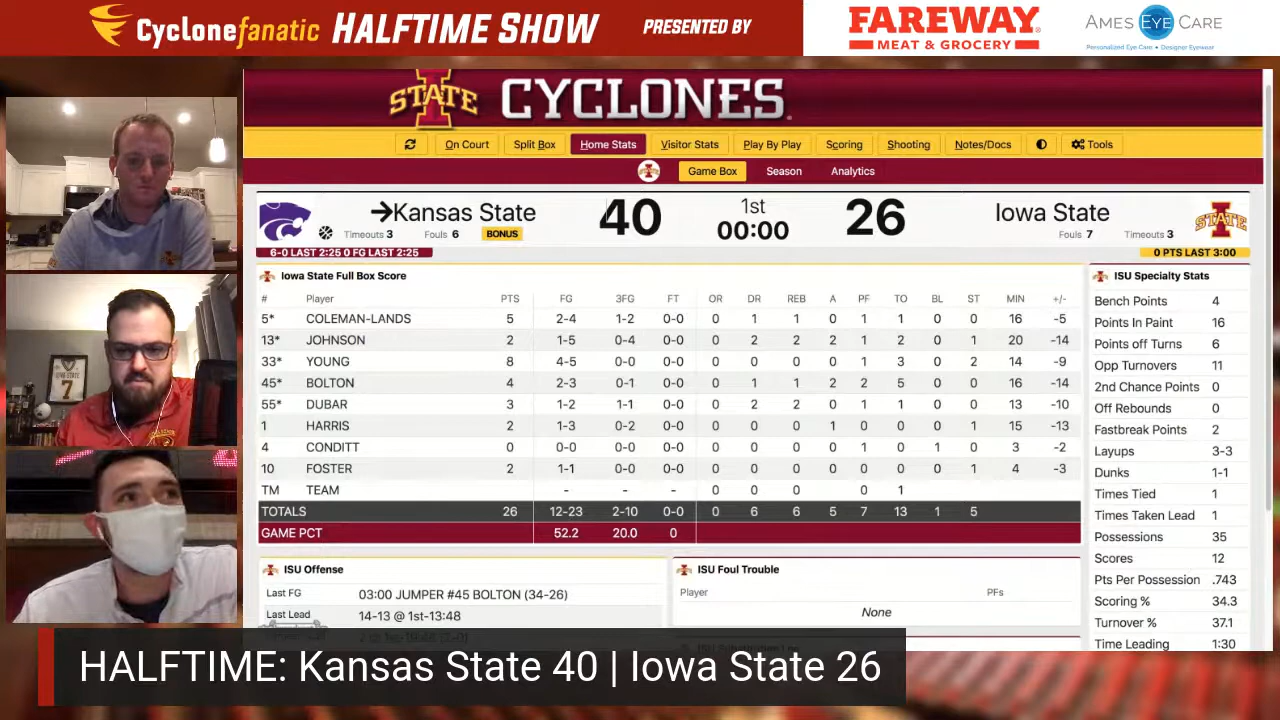 Cyclonefanatic HALFTIME SHOW PRESENTED BY
FAREWAY
MEAT & GROCERY
AMES EYE CARE
Personalized Eye Care • Designer Eyewear
STATE CYCLONES
On Court Split Box Home Stats Visitor Stats Play By Play Scoring Shooting Notes/Docs Tools
Game Box Season Analytics
Kansas State 40 1st 00:00 26 Iowa State
Timeouts 3 Fouls 6 BONUS Fouls 7 Timeouts 3
STATE
6-0 LAST 2:25 0 FG LAST 2:25
0 PTS LAST 3:00
Iowa State Full Box Score
# Player PTS FG 3FG FT OR DR REB A PF TO BL ST MIN +/-
5* COLEMAN-LANDS 5 2-4 1-2 0-0 0 1 1 0 1 1 0 0 16 -5
13* JOHNSON 2 1-5 0-4 0-0 0 2 2 2 1 2 0 1 20 -14
33* YOUNG 8 4-5 0-0 0-0 0 0 0 0 1 3 0 2 14 -9
45* BOLTON 4 2-3 0-1 0-0 0 1 1 2 2 5 0 0 16 -14
55* DUBAR 3 1-2 1-1 0-0 0 2 2 0 1 1 0 0 13 -10
1 HARRIS 2 1-3 0-2 0-0 0 0 0 1 0 0 0 1 15 -13
4 CONDITT 0 0-0 0-0 0-0 0 0 0 0 1 0 1 0 3 -2
10 FOSTER 2 1-1 0-0 0-0 0 0 0 0 0 0 0 1 4 -3
TM TEAM - - - 0 0 0 0 1
TOTALS 26 12-23 2-10 0-0 0 6 6 5 7 13 1 5
GAME PCT 52.2 20.0 0
ISU Specialty Stats
Bench Points 4
Points In Paint 16
Points off Turns 6
Opp Turnovers 11
2nd Chance Points 0
Off Rebounds 0
Fastbreak Points 2
Layups 3-3
Dunks 1-1
Times Tied 1
Times Taken Lead 1
Possessions 35
Scores 12
Pts Per Possession .743
Scoring % 34.3
Turnover % 37.1
Time Leading 1:30
ISU Offense
Last FG 03:00 JUMPER #45 BOLTON (34-26)
Last Lead 14-13 @ 1st-13:48
ISU Foul Trouble
Player PFs
None
7
HALFTIME: Kansas State 40 | Iowa State 26